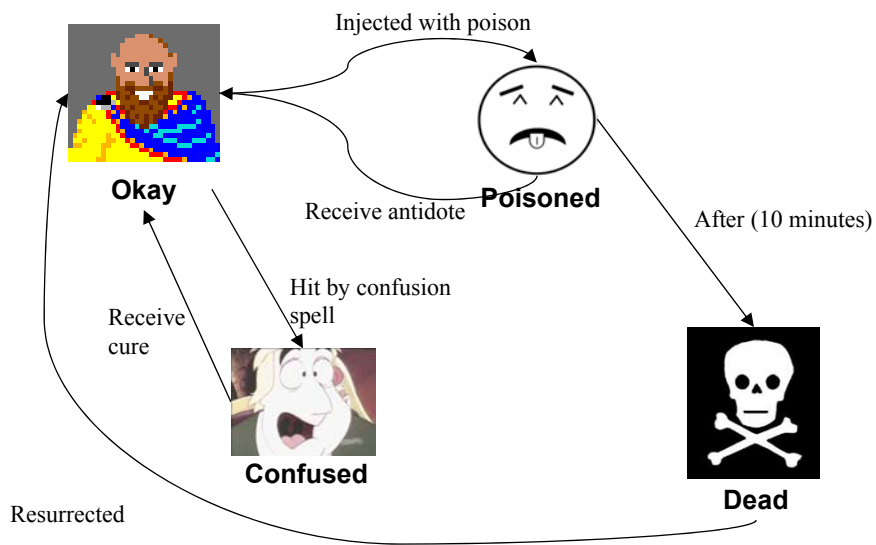 Injected with poison
Okay
Receive antidote
Poisoned
After (10 minutes)
Hit by confusion
spell
Receive
cure
Confused
Dead
Resurrected